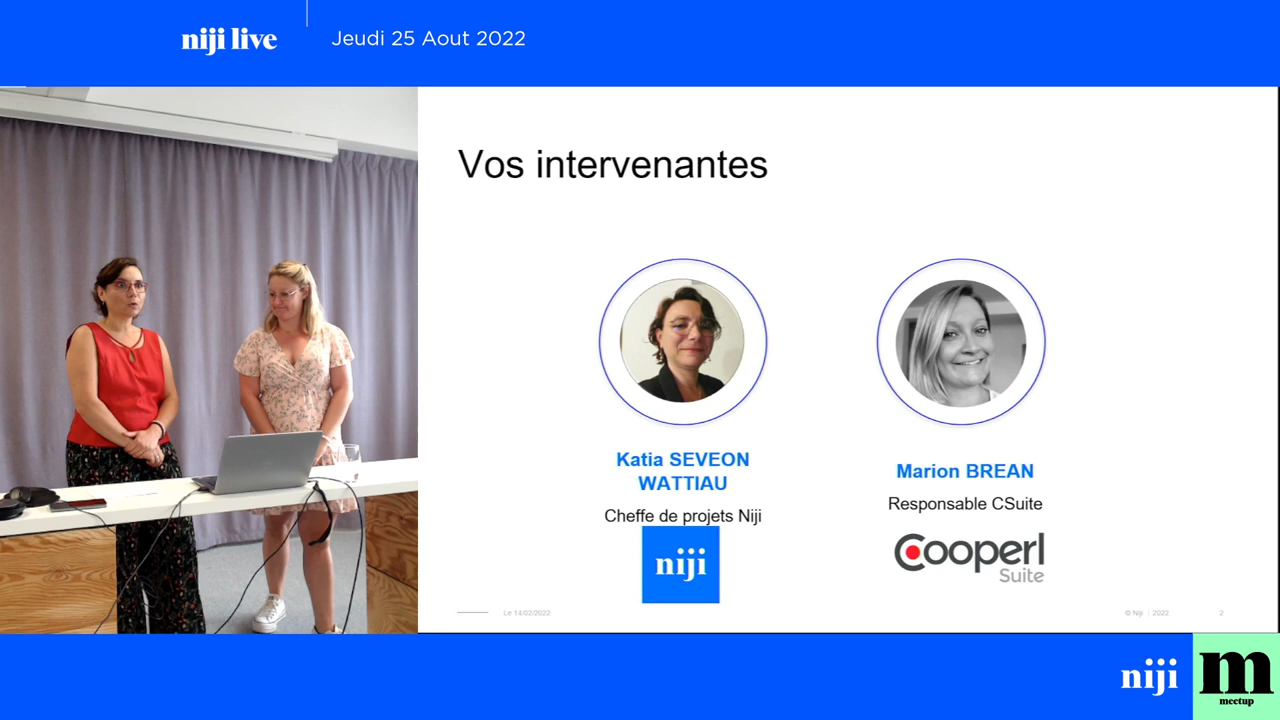 niji live
Jeudi 25 Aout 2022
Vos intervenantes
Katia SEVEON
WATTIAU
Cheffe de projets Niji
niji
Marion BREAN
Responsable CSuite
Cooperl
Suite
Le 14/02/2022
© Niji | 2022
2
niji
m
meetup